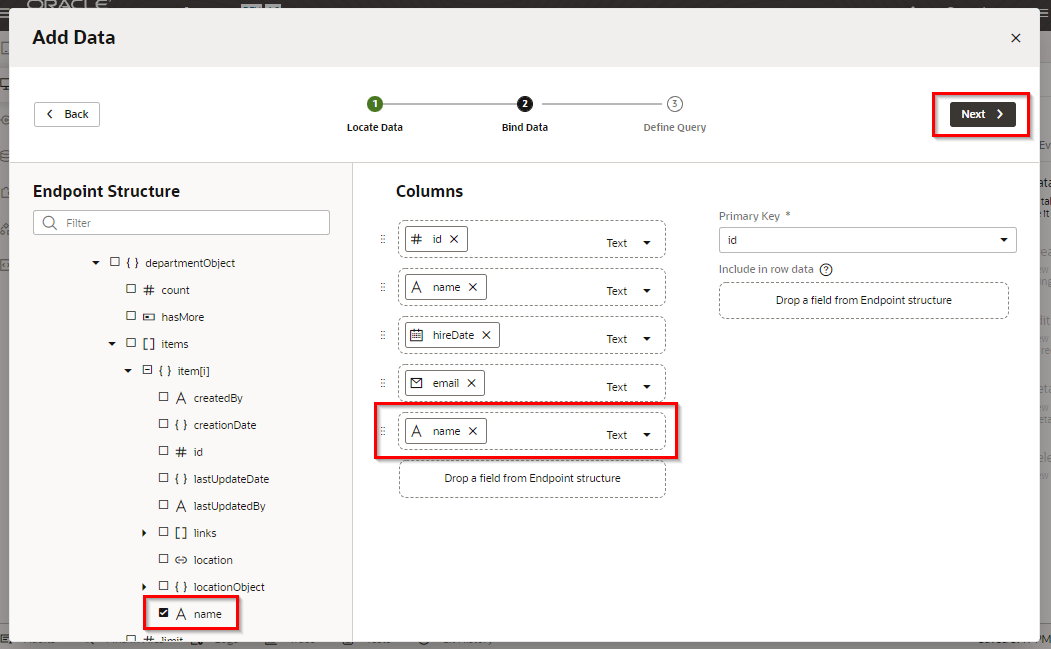 ORACLE
Add Data
Back
1
2
3
Locate Data
Bind Data
Define Query
Next
Endpoint Structure
Filter
{ } departmentObject
# count
hasMore
[ ] items
{ } item[i]
A createdBy
{ } creationDate
# id
{ } lastUpdateDate
A lastUpdatedBy
[ ] links
location
{ } locationObject
A name
# limit
Columns
# id Text
A name Text
hireDate Text
email Text
A name Text
Drop a field from Endpoint structure
Primary Key *
id
Include in row data ?
Drop a field from Endpoint structure